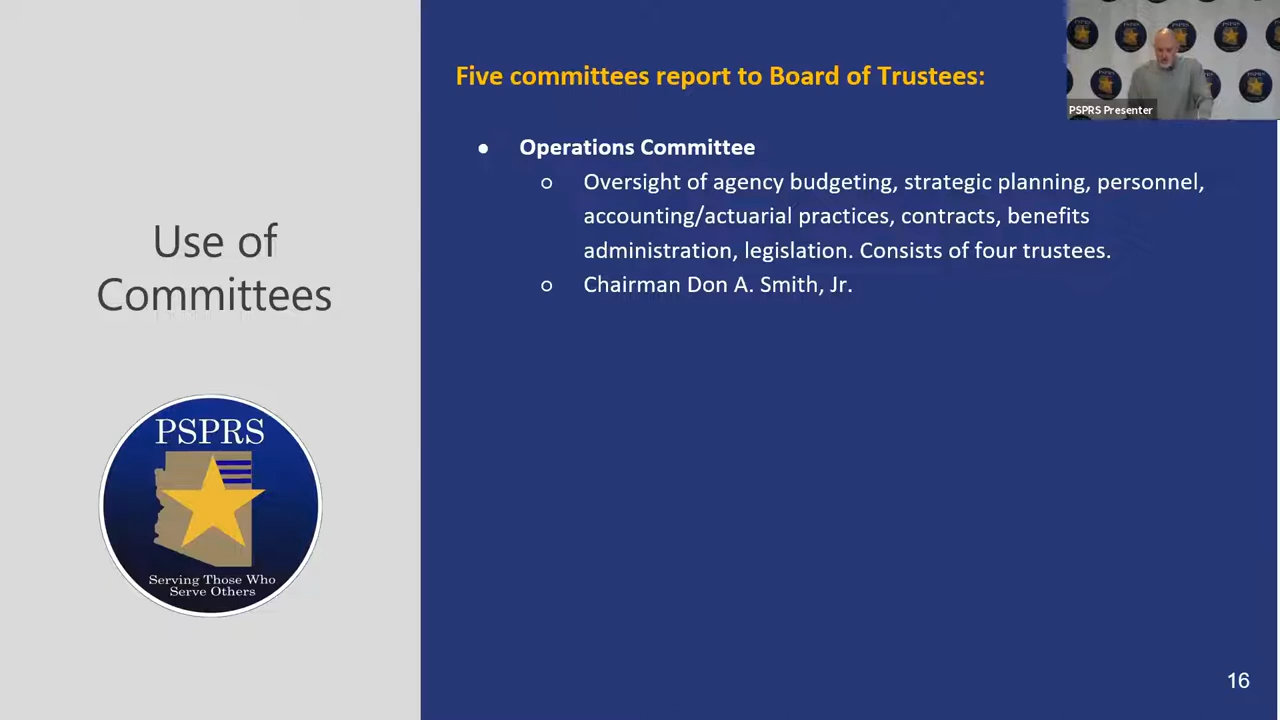 Five committees report to Board of Trustees:
PSPRS Presenter
● Operations Committee
○ Oversight of agency budgeting, strategic planning, personnel,
accounting/actuarial practices, contracts, benefits
administration, legislation. Consists of four trustees.
○ Chairman Don A. Smith, Jr.
Use of
Committees
PSPRS
Serving Those Who
Serve Others
16